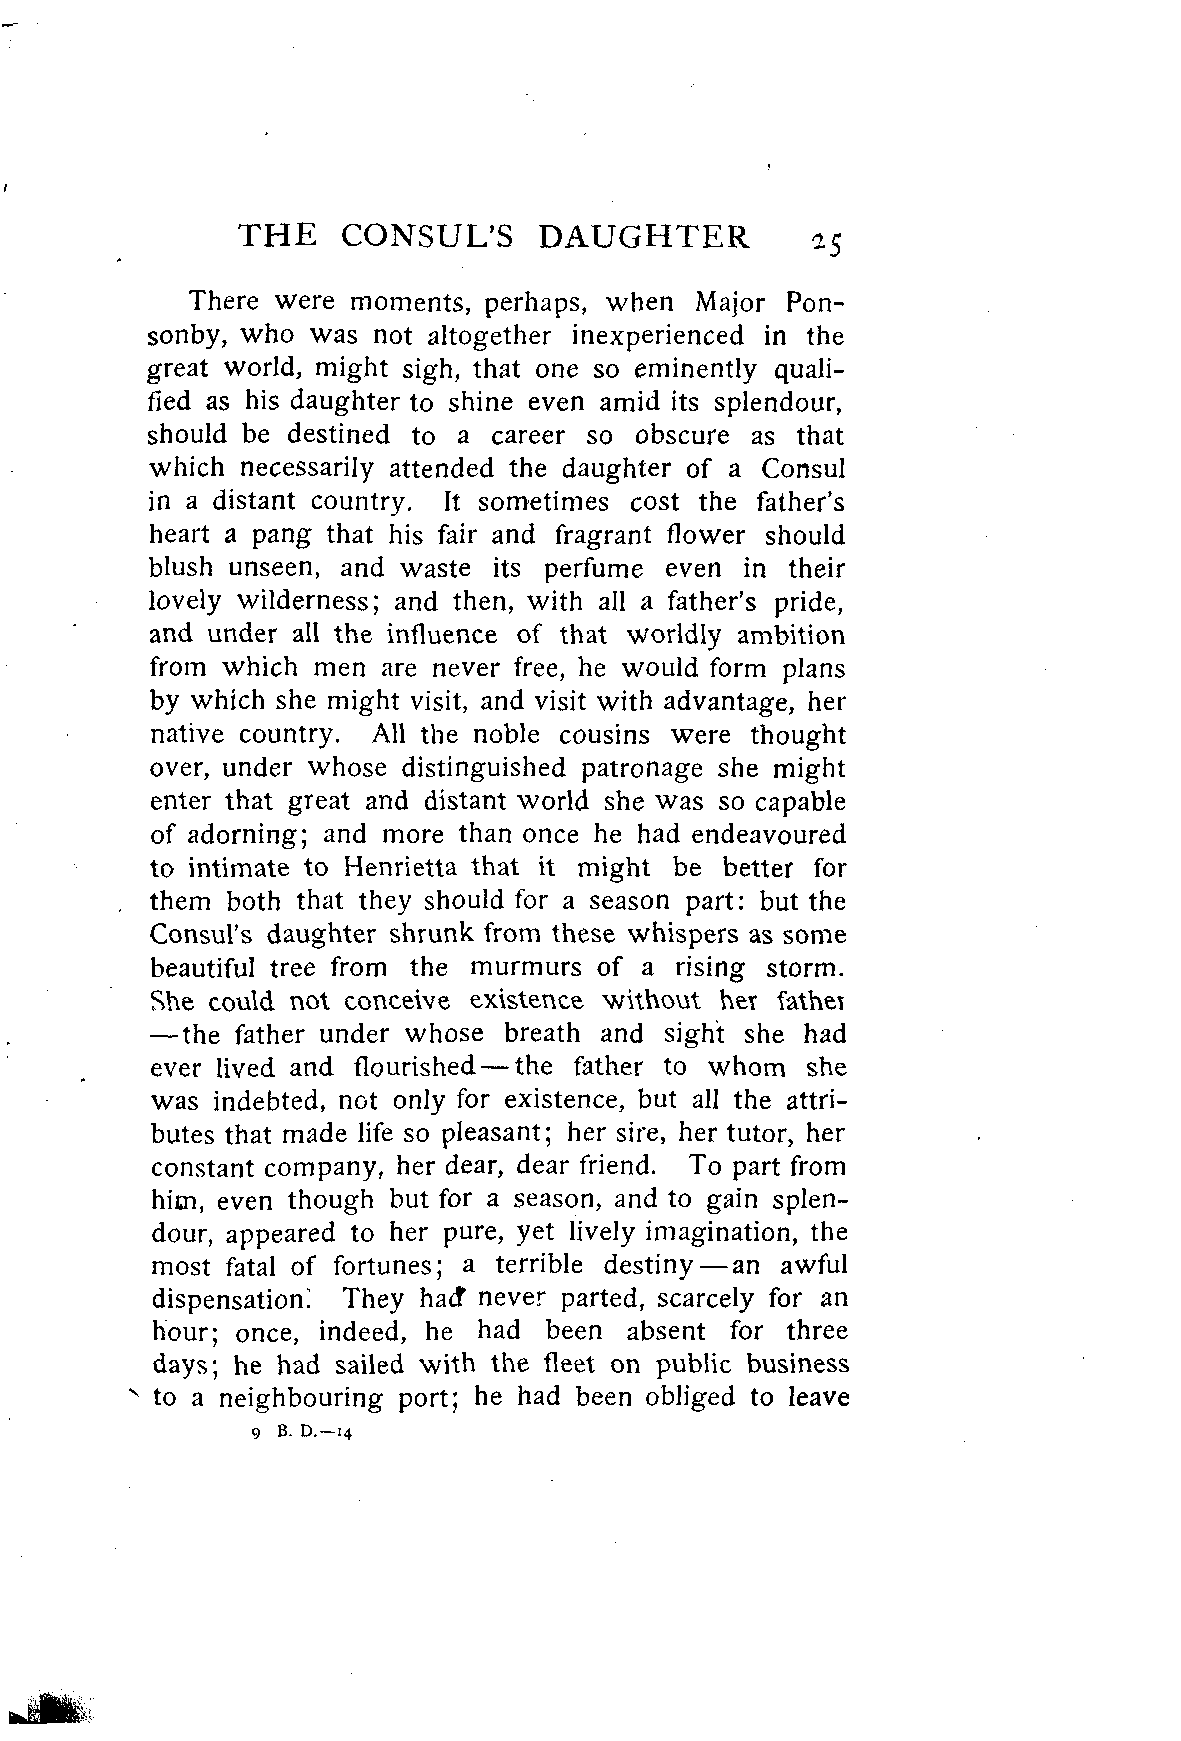 THE CONSUL'S DAUGHTER 25
There were moments, perhaps, when Major Pon-
sonby, who was not altogether inexperienced in the
great world, might sigh, that one so eminently quali-
fied as his daughter to shine even amid its splendour,
should be destined to a career so obscure as that
which necessarily attended the daughter of a Consul
in a distant country. It sometimes cost the father's
heart a pang that his fair and fragrant flower should
blush unseen, and waste its perfume even in their
lovely wilderness; and then, with all a father's pride,
and under all the influence of that worldly ambition
from which men are never free, he would form plans
by which she might visit, and visit with advantage, her
native country. All the noble cousins were thought
over, under whose distinguished patronage she might
enter that great and distant world she was so capable
of adorning; and more than once he had endeavoured
to intimate to Henrietta that it might be better for
them both that they should for a season part: but the
Consul's daughter shrunk from these whispers as some
beautiful tree from the murmurs of a rising storm.
She could not conceive existence without her father
—the father under whose breath and sight she had
ever lived and flourished—the father to whom she
was indebted, not only for existence, but all the attri-
butes that made life so pleasant; her sire, her tutor, her
constant company, her dear, dear friend. To part from
him, even though but for a season, and to gain splen-
dour, appeared to her pure, yet lively imagination, the
most fatal of fortunes; a terrible destiny—an awful
dispensation. They had never parted, scarcely for an
hour; once, indeed, he had been absent for three
days; he had sailed with the fleet on public business
to a neighbouring port; he had been obliged to leave
9 B. D.—14